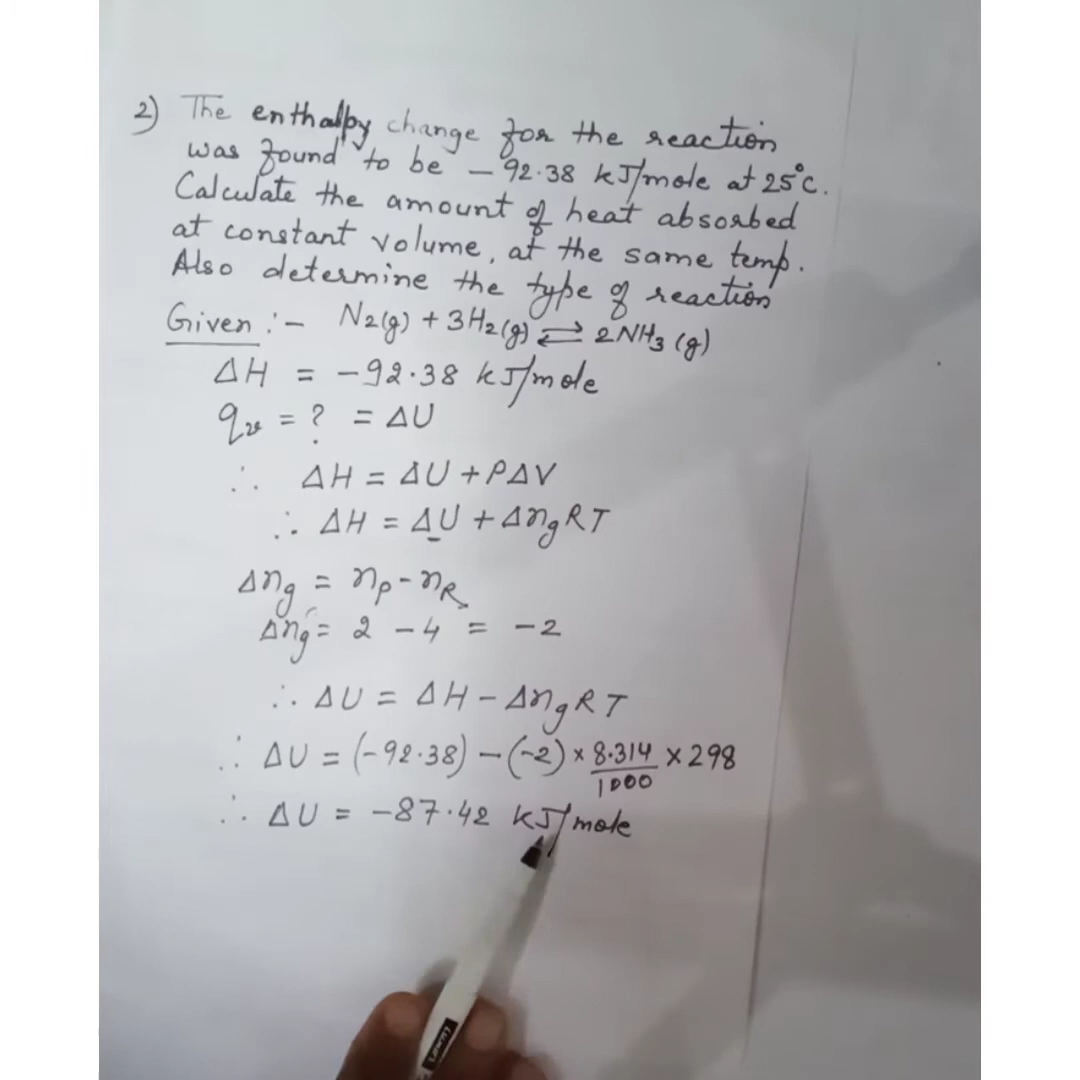 2) The enthalpy change for the reaction
was found to be - 92.38 kJ/mole at 25°c.
Calculate the amount of heat absorbed
at constant volume, at the same temp.
Also determine the type of reaction
Given :- N2(g) + 3H2(g) ⇌ 2NH3 (g)
ΔH = -92.38 kJ/mole
qv = ? = ΔU
∴ ΔH = ΔU + PΔV
∴ ΔH = ΔU + ΔngRT
Δng = np - nR
Δng = 2 - 4 = -2
∴ ΔU = ΔH - ΔngRT
∴ ΔU = (-92.38) - (-2) × 8.314/1000 × 298
∴ ΔU = -87.42 kJ/mole